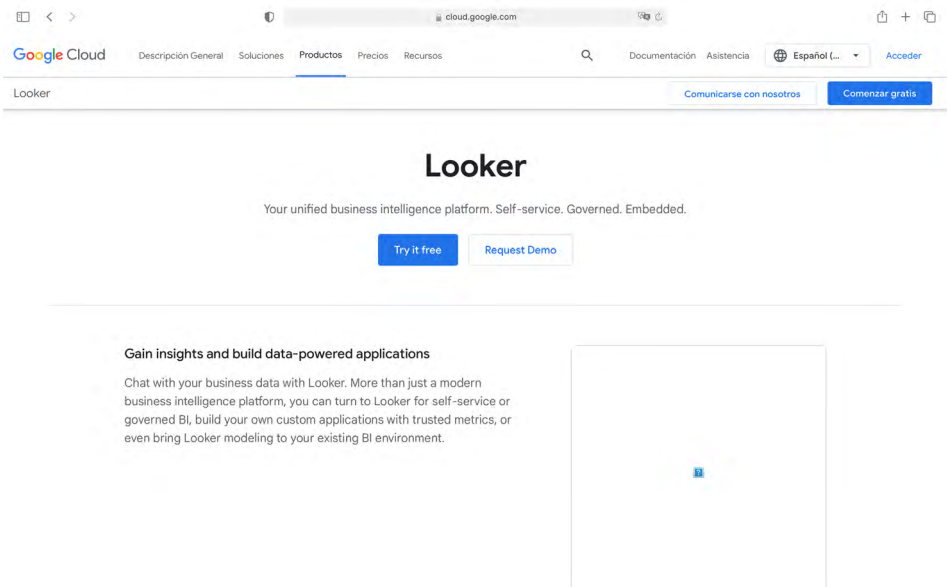 cloud.google.com
Google Cloud
Descripción General
Soluciones
Productos
Precios
Recursos
Documentación
Asistencia
Español (...
Acceder
Looker
Comunicarse con nosotros
Comenzar gratis
Looker
Your unified business intelligence platform. Self-service. Governed. Embedded.
Try it free
Request Demo
Gain insights and build data-powered applications
Chat with your business data with Looker. More than just a modern
business intelligence platform, you can turn to Looker for self-service or
governed BI, build your own custom applications with trusted metrics, or
even bring Looker modeling to your existing BI environment.
?